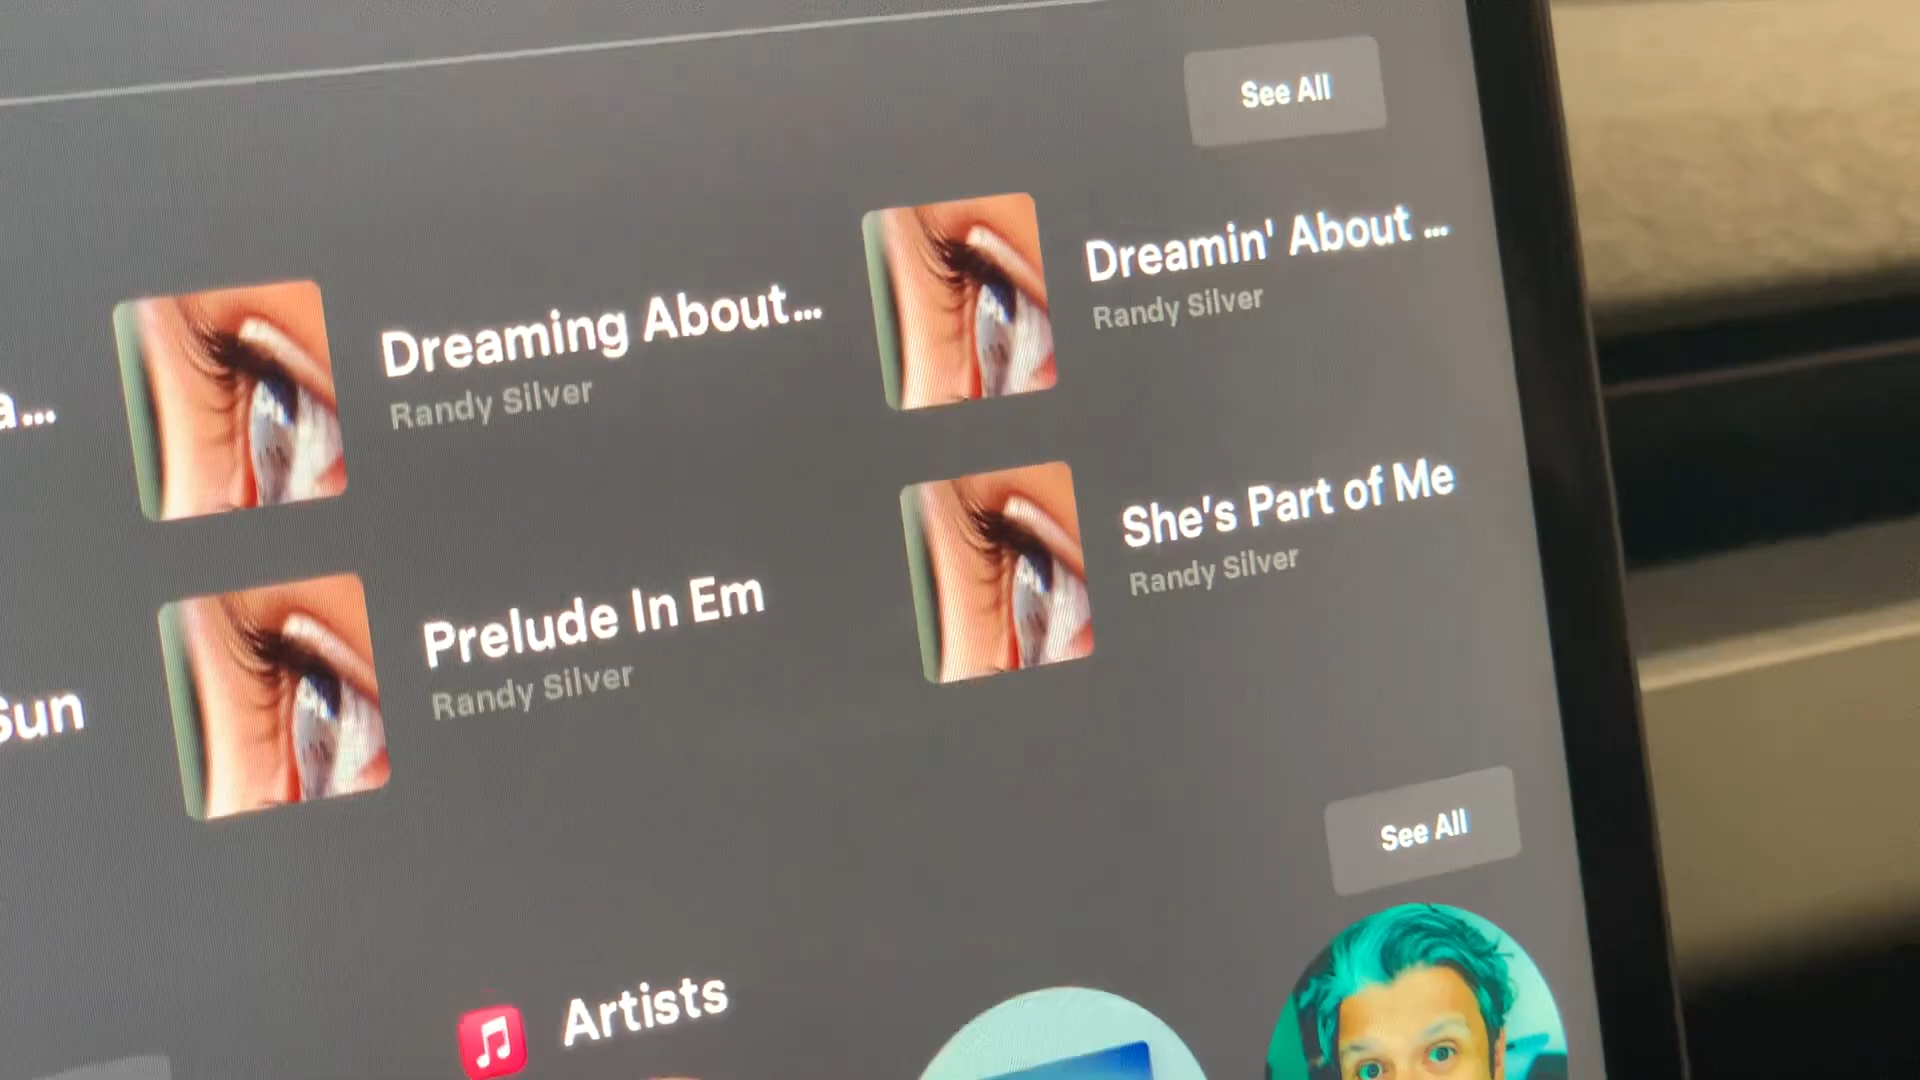 See All
a...
Dreaming About...
Randy Silver
Dreamin' About ...
Randy Silver
Sun
Prelude In Em
Randy Silver
She's Part of Me
Randy Silver
See All
Artists